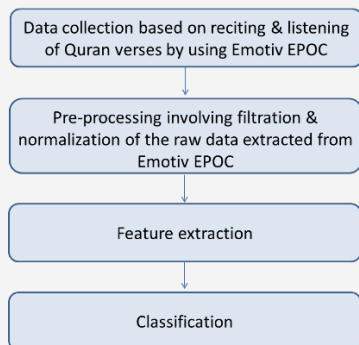 Data collection based on reciting & listening
of Quran verses by using Emotiv EPOC
Pre-processing involving filtration &
normalization of the raw data extracted from
Emotiv EPOC
Feature extraction
Classification